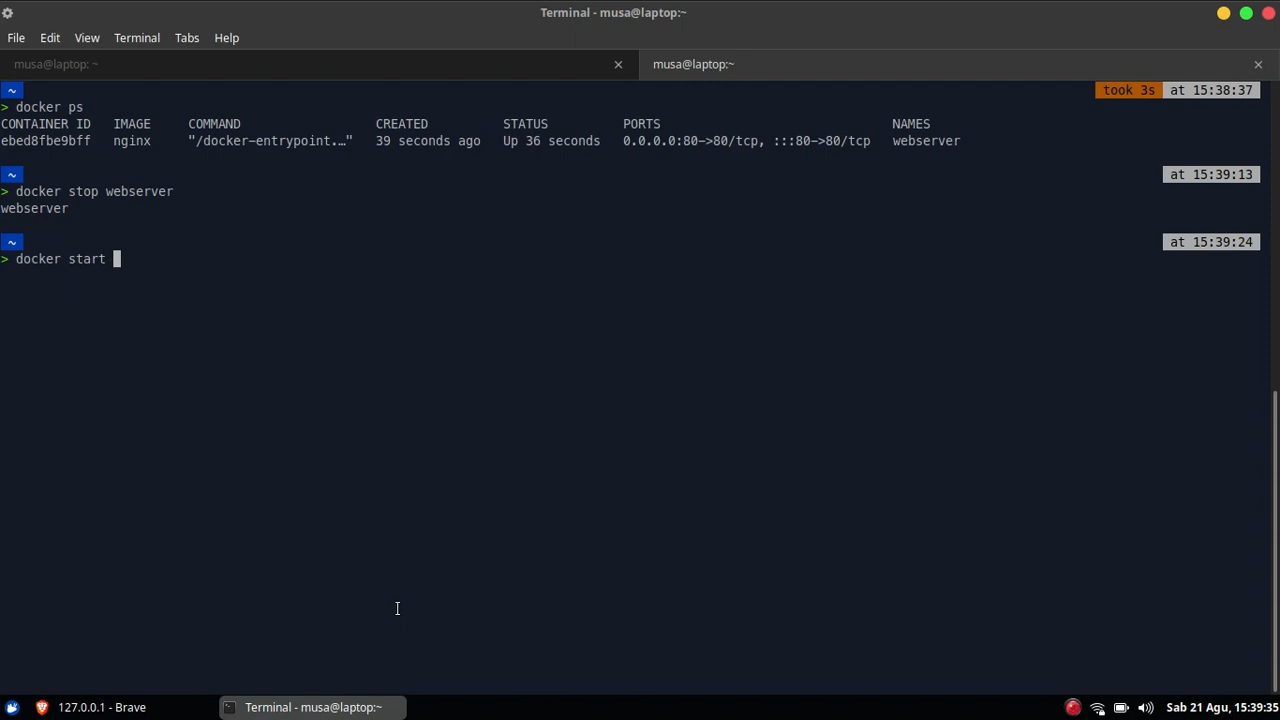 Terminal - musa@laptop:~
File Edit View Terminal Tabs Help
musa@laptop: ~
musa@laptop:~
~ took 3s at 15:38:37
> docker ps
CONTAINER ID IMAGE COMMAND CREATED STATUS PORTS NAMES
ebed8fbe9bff nginx "/docker-entrypoint.…" 39 seconds ago Up 36 seconds 0.0.0.0:80->80/tcp, :::80->80/tcp webserver
~ at 15:39:13
> docker stop webserver
webserver
~ at 15:39:24
> docker start
127.0.0.1 - Brave Terminal - musa@laptop:~ Sab 21 Agu, 15:39:35